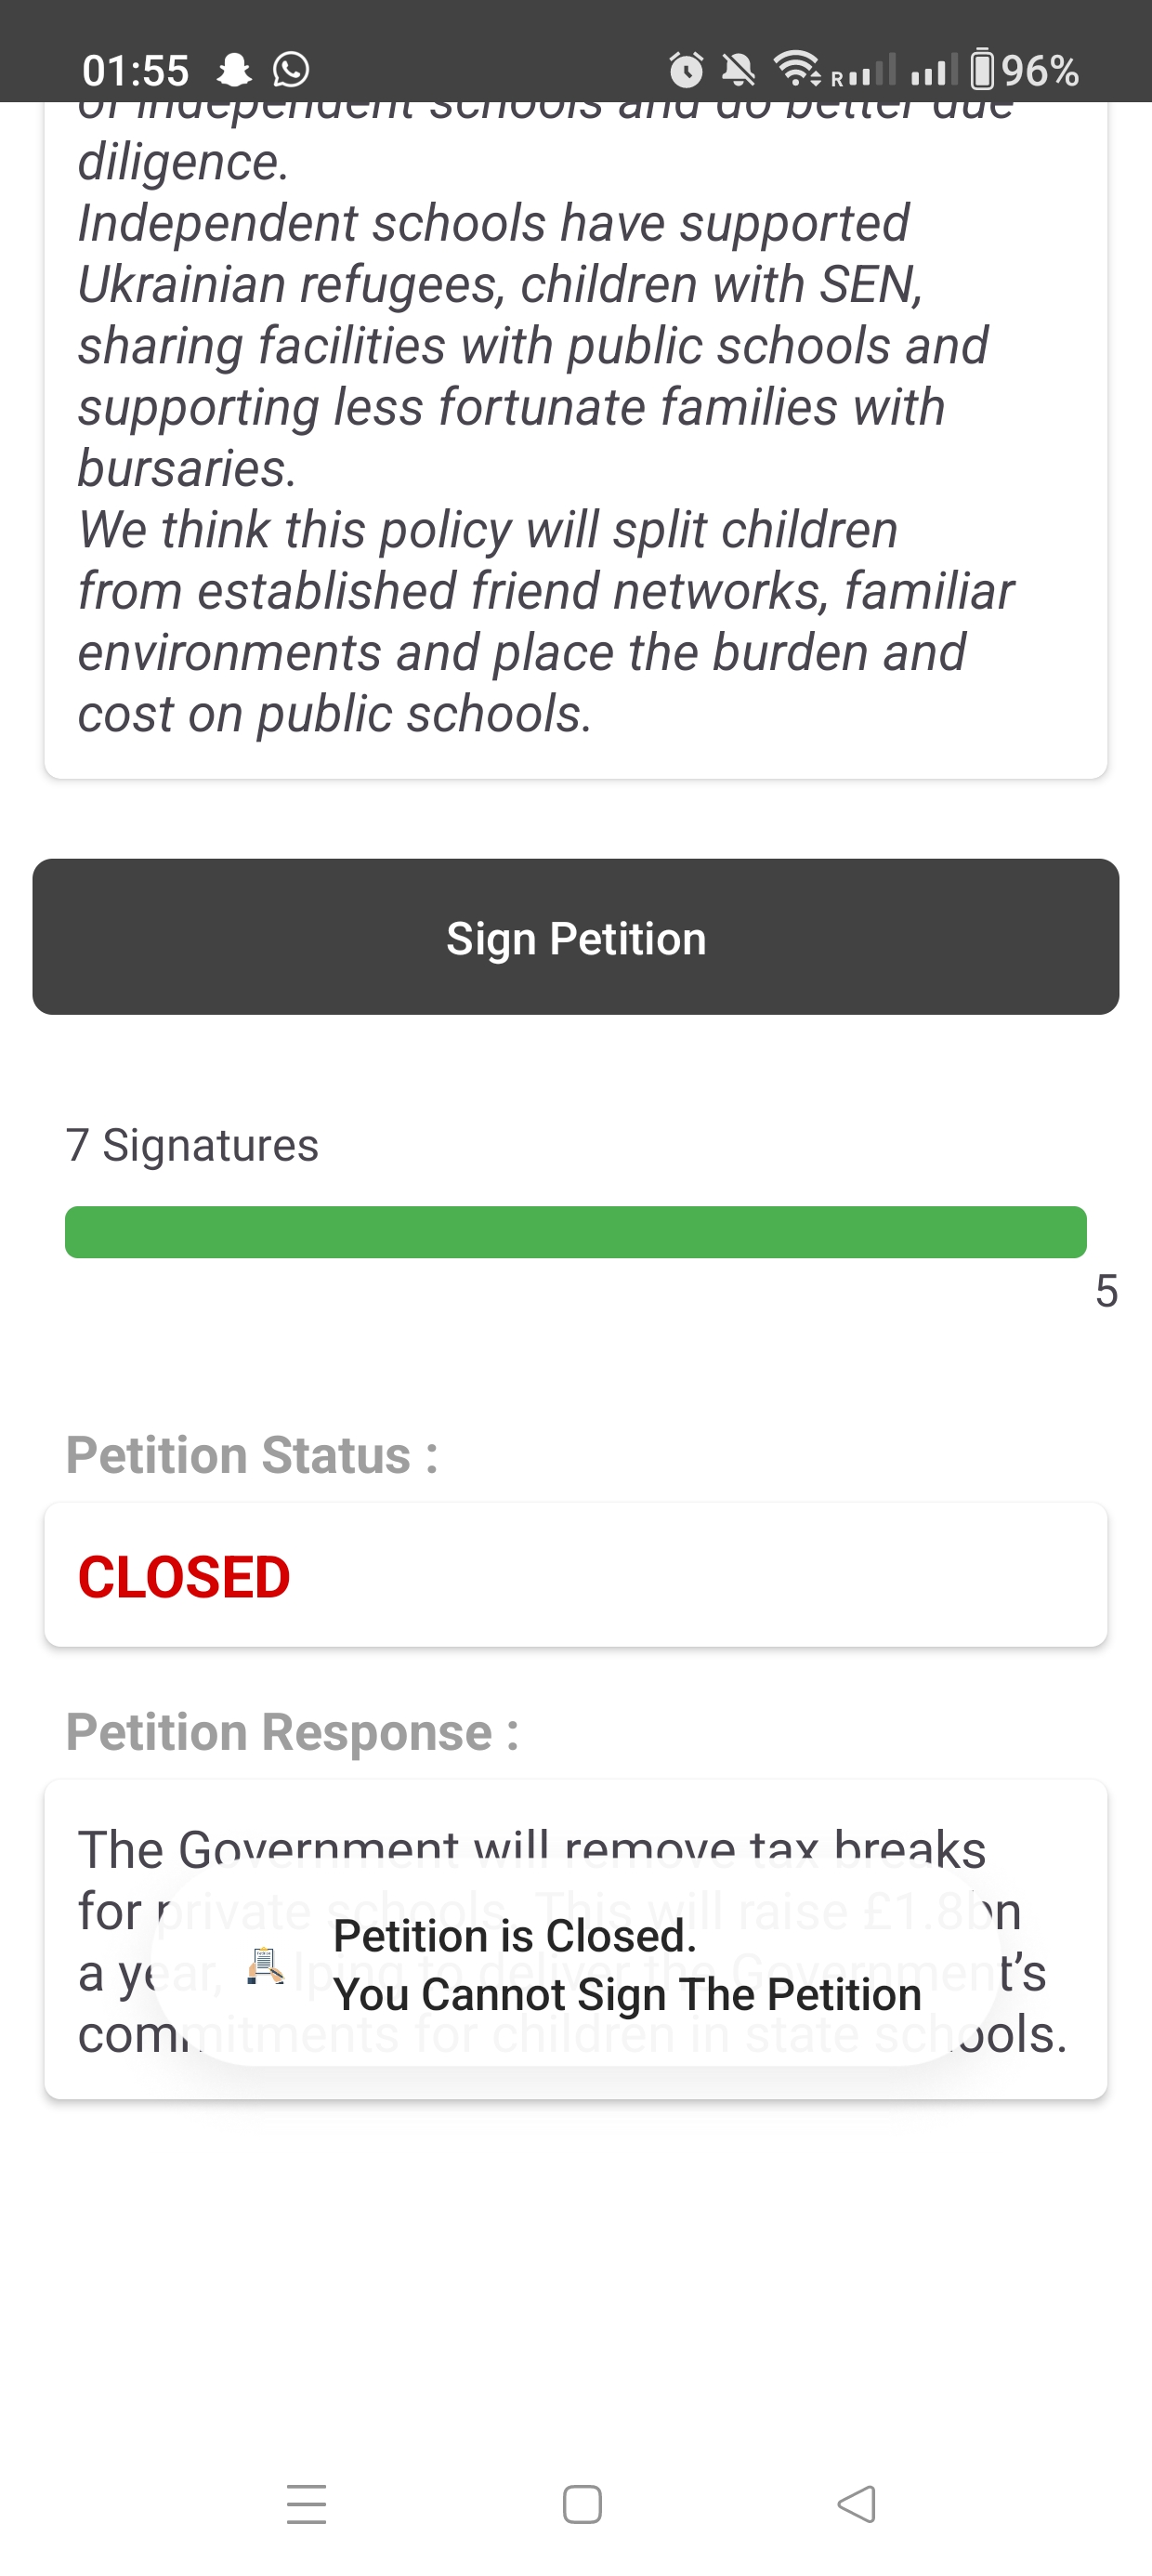 01:55
R
96%
of independent schools and do better due
diligence.
Independent schools have supported
Ukrainian refugees, children with SEN,
sharing facilities with public schools and
supporting less fortunate families with
bursaries.
We think this policy will split children
from established friend networks, familiar
environments and place the burden and
cost on public schools.
Sign Petition
7 Signatures
5
Petition Status :
CLOSED
Petition Response :
The Government will remove tax breaks
for private schools. This will raise £1.8bn
a year, lping to deliver the Government’s
commitments for children in state schools.
Petition is Closed.
You Cannot Sign The Petition